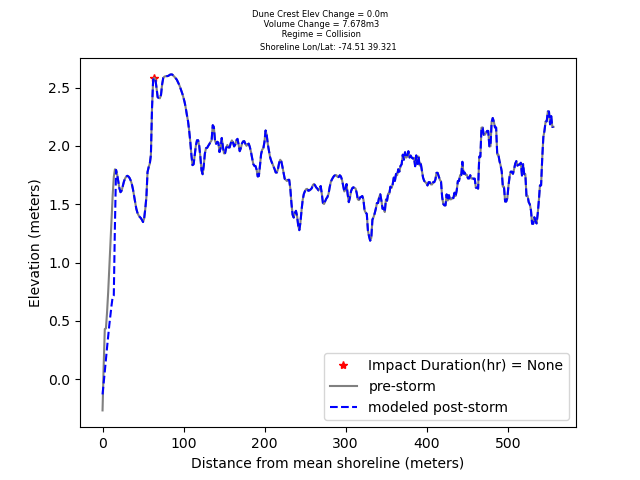 Dune Crest Elev Change = 0.0m
Volume Change = 7.678m3
Regime = Collision
Shoreline Lon/Lat: -74.51 39.321
2.5
2.0
1.5
1.0
0.5
0.0
Elevation (meters)
Impact Duration(hr) = None
pre-storm
modeled post-storm
0
100
200
300
400
500
Distance from mean shoreline (meters)